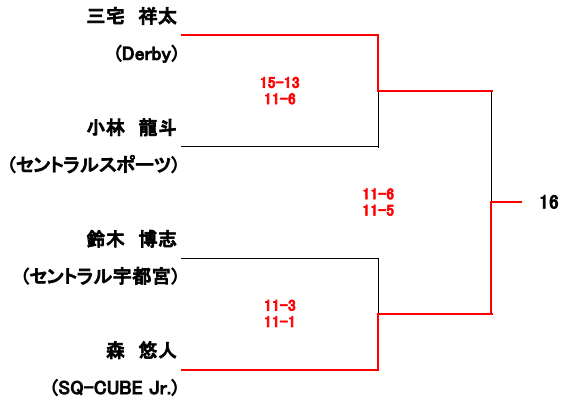 三宅　祥太
(Derby)
15-13
11-6
小林　龍斗
(セントラルスポーツ)
11-6
11-5
16
鈴木　博志
(セントラル宇都宮)
11-3
11-1
森　悠人
(SQ-CUBE Jr.)